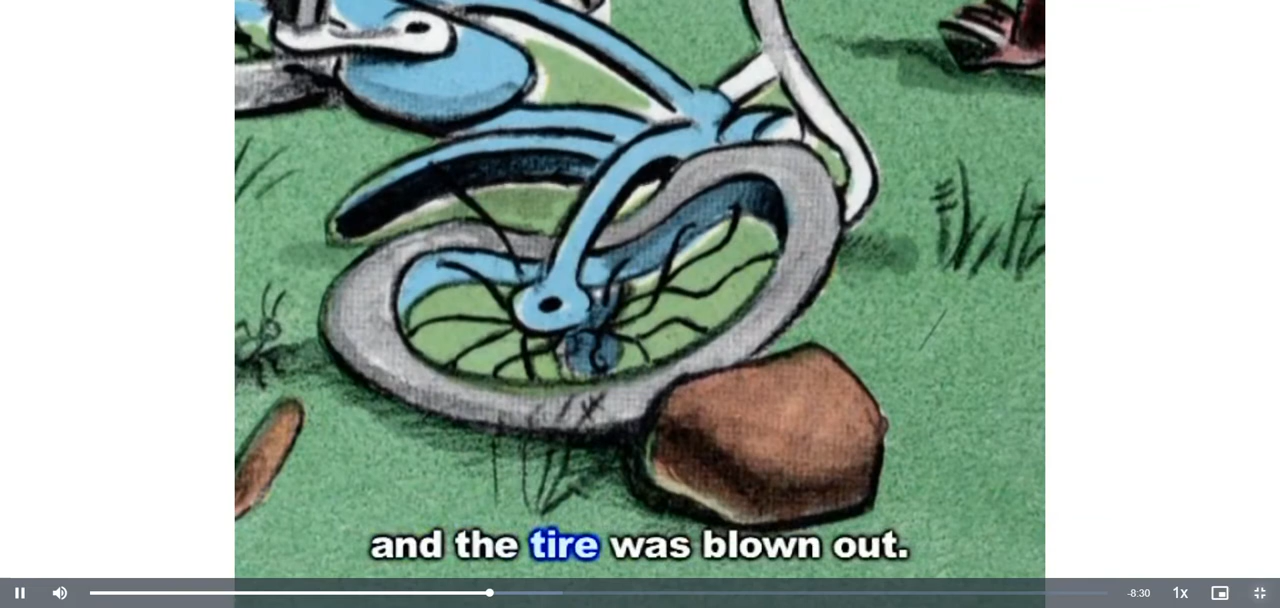 and the tire was blown out.
-8:30
1x